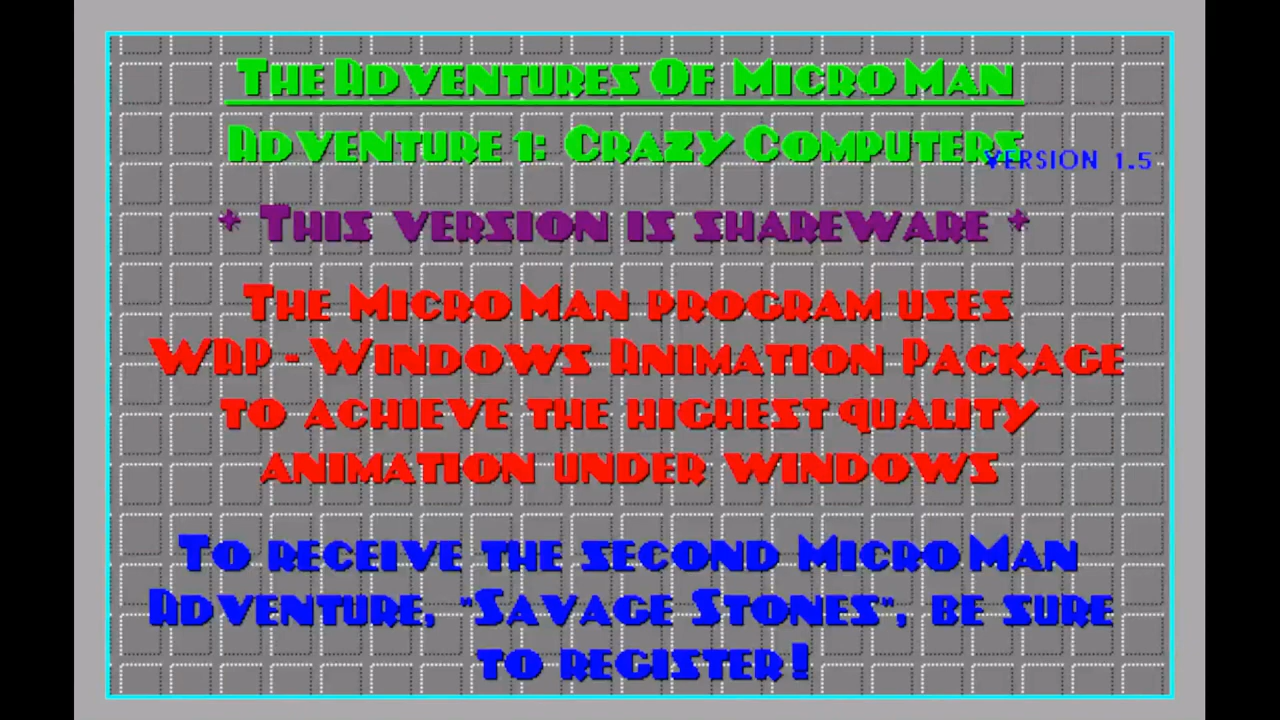 The Adventures Of Micro Man
Adventure 1: Crazy Computers
Version 1.5
* This version is shareware *
The Micro Man program uses
WAP - Windows Animation Package
to achieve the highest quality
animation under windows
To receive the second Micro Man
Adventure, "Savage Stones", be sure
to register!